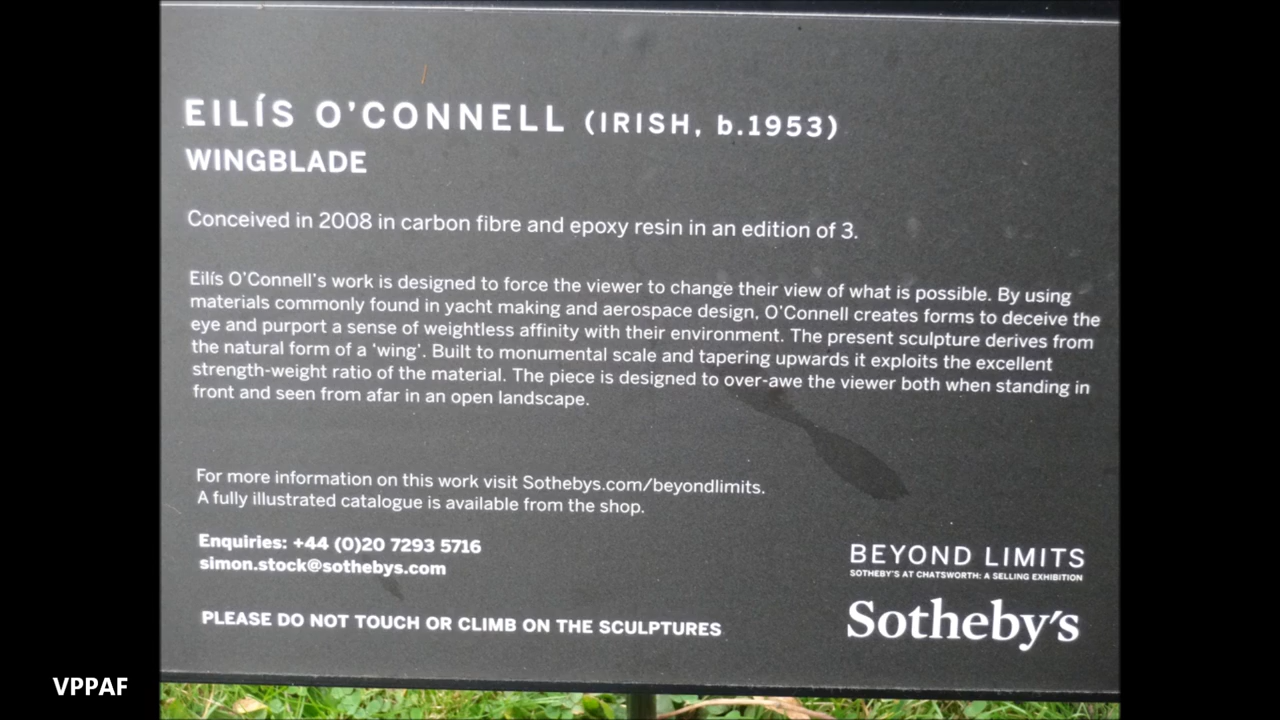 EILÍS O'CONNELL (IRISH, b.1953)
WINGBLADE
Conceived in 2008 in carbon fibre and epoxy resin in an edition of 3.
Eilís O'Connell's work is designed to force the viewer to change their view of what is possible. By using
materials commonly found in yacht making and aerospace design, O'Connell creates forms to deceive the
eye and purport a sense of weightless affinity with their environment. The present sculpture derives from
the natural form of a 'wing'. Built to monumental scale and tapering upwards it exploits the excellent
strength-weight ratio of the material. The piece is designed to over-awe the viewer both when standing in
front and seen from afar in an open landscape.
For more information on this work visit Sothebys.com/beyondlimits.
A fully illustrated catalogue is available from the shop.
Enquiries: +44 (0)20 7293 5716
simon.stock@sothebys.com
PLEASE DO NOT TOUCH OR CLIMB ON THE SCULPTURES
BEYOND LIMITS
SOTHEBY'S AT CHATSWORTH: A SELLING EXHIBITION
Sotheby's
VPPAF